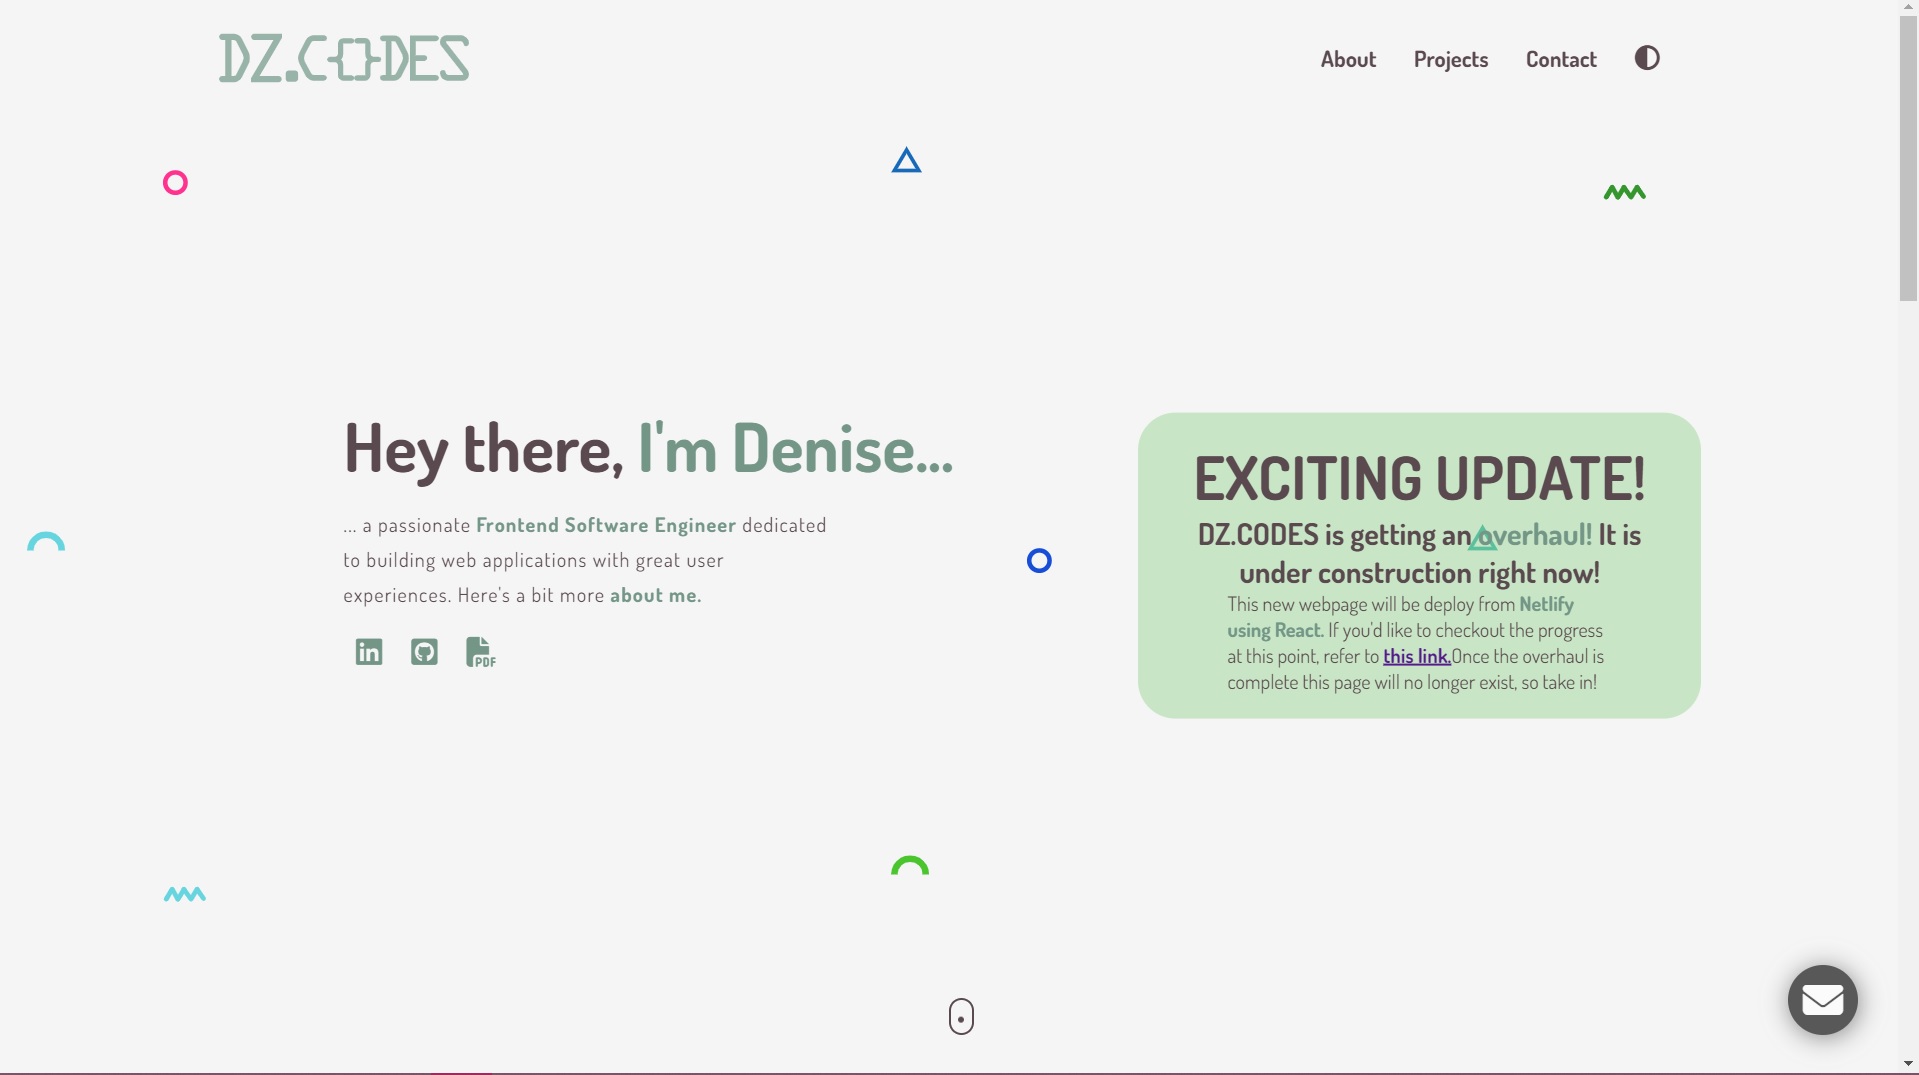 DZ.C{}DES
About
Projects
Contact
Hey there, I'm Denise...
... a passionate Frontend Software Engineer dedicated
to building web applications with great user
experiences. Here's a bit more about me.
PDF
EXCITING UPDATE!
DZ.CODES is getting an overhaul! It is
under construction right now!
This new webpage will be deploy from Netlify
using React. If you'd like to checkout the progress
at this point, refer to this link.Once the overhaul is
complete this page will no longer exist, so take in!